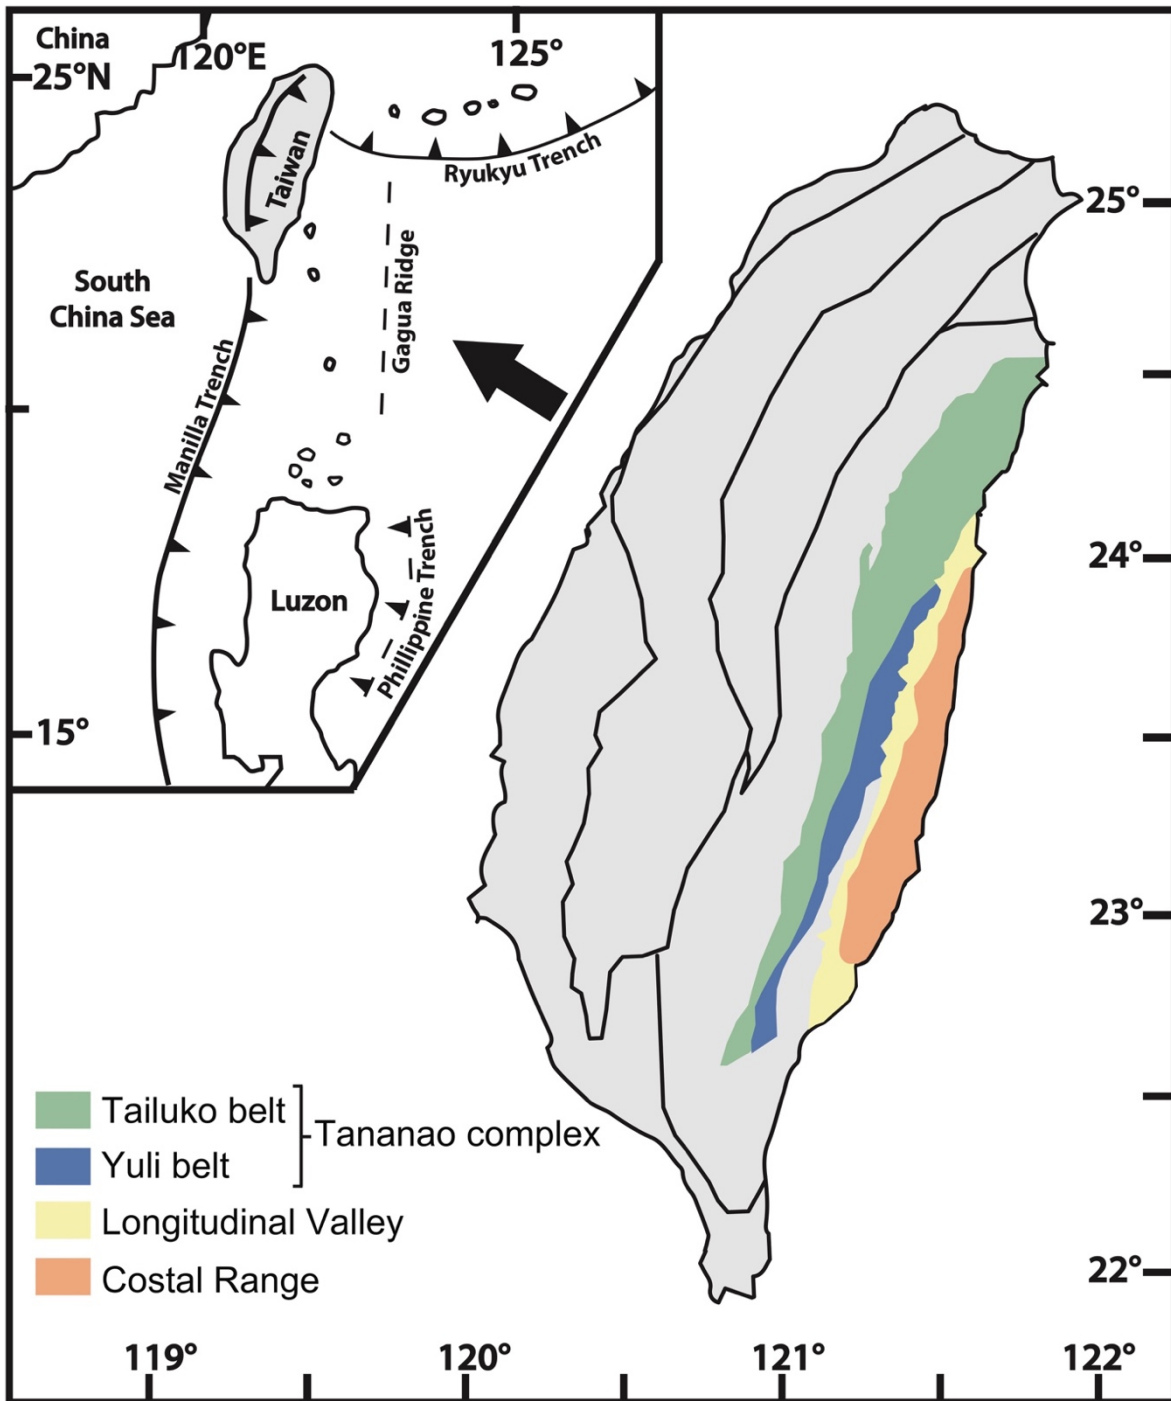 China
120°E
125°
25°N
Taiwan
Ryukyu Trench
South
China Sea
Gagua Ridge
Manilla Trench
Luzon
Phillippine Trench
15°
25°
24°
23°
22°
Tailuko belt
Yuli belt
Tananao complex
Longitudinal Valley
Costal Range
119°
120°
121°
122°